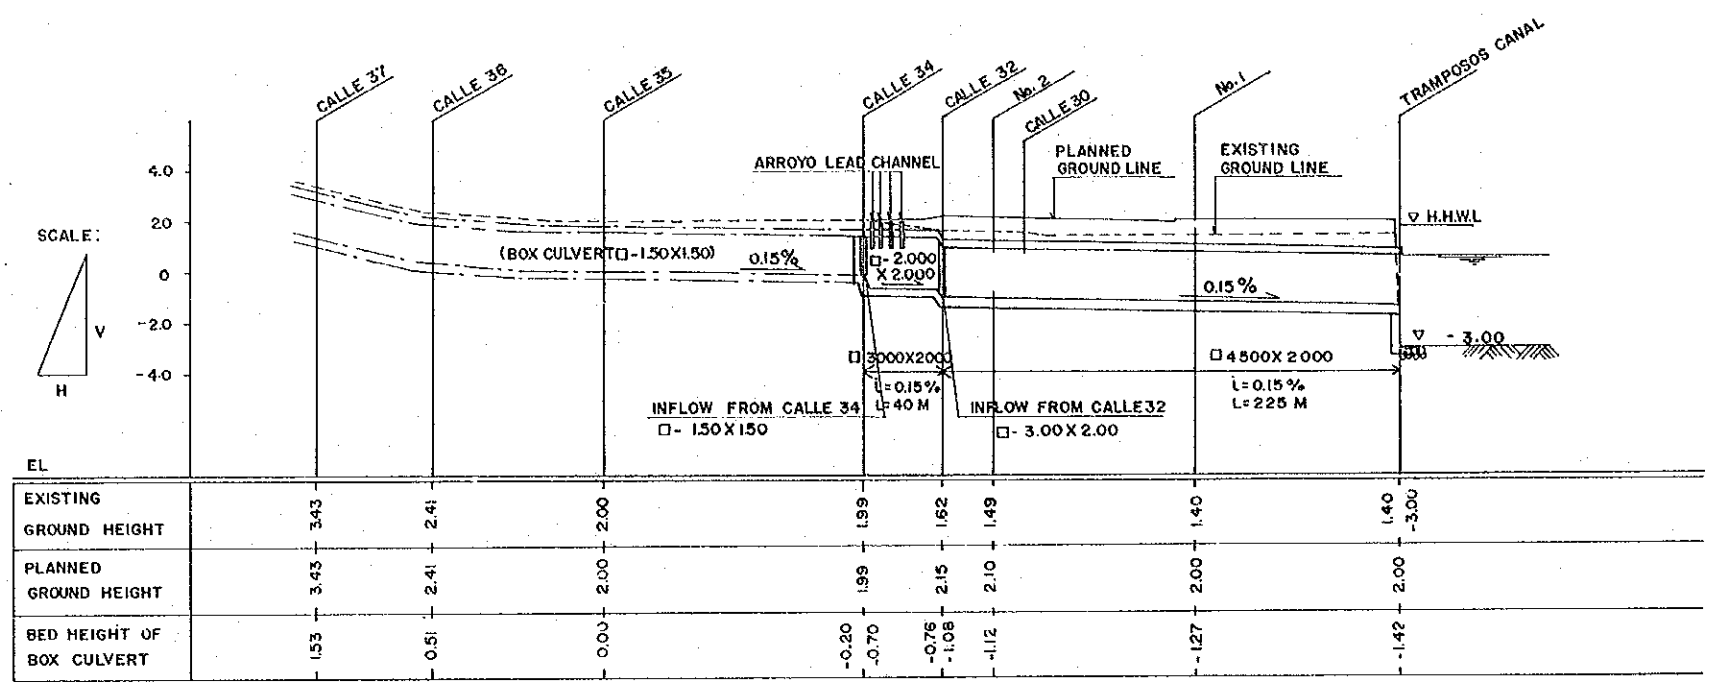 CALLE 37
CALLE 36
CALLE 35
CALLE 34
CALLE 32
No. 2
CALLE 30
No. 1
TRAMPOSOS CANAL
ARROYO LEAD CHANNEL
PLANNED
GROUND LINE
EXISTING
GROUND LINE
4.0
2.0
0
-2.0
-4.0
SCALE:
V
H
▽ H.H.W.L
(BOX CULVERT □-1.50X1.50)
0.15%
□- 2.000
X 2.000
0.15%
▽ - 3.00
□ 3000X2000
i=0.15%
L=40 M
□ 4500X2000
i=0.15%
L=225 M
INFLOW FROM CALLE 34
□- 1.50X1.50
INFLOW FROM CALLE 32
□- 3.00X2.00
EL
EXISTING
GROUND HEIGHT
3.43
2.41
2.00
1.99
1.62
1.49
1.40
1.40
-3.00
PLANNED
GROUND HEIGHT
3.43
2.41
2.00
1.99
2.15
2.10
2.00
2.00
BED HEIGHT OF
BOX CULVERT
1.53
0.51
0.00
-0.20
-0.70
-0.76
-1.08
-1.12
-1.27
-1.42